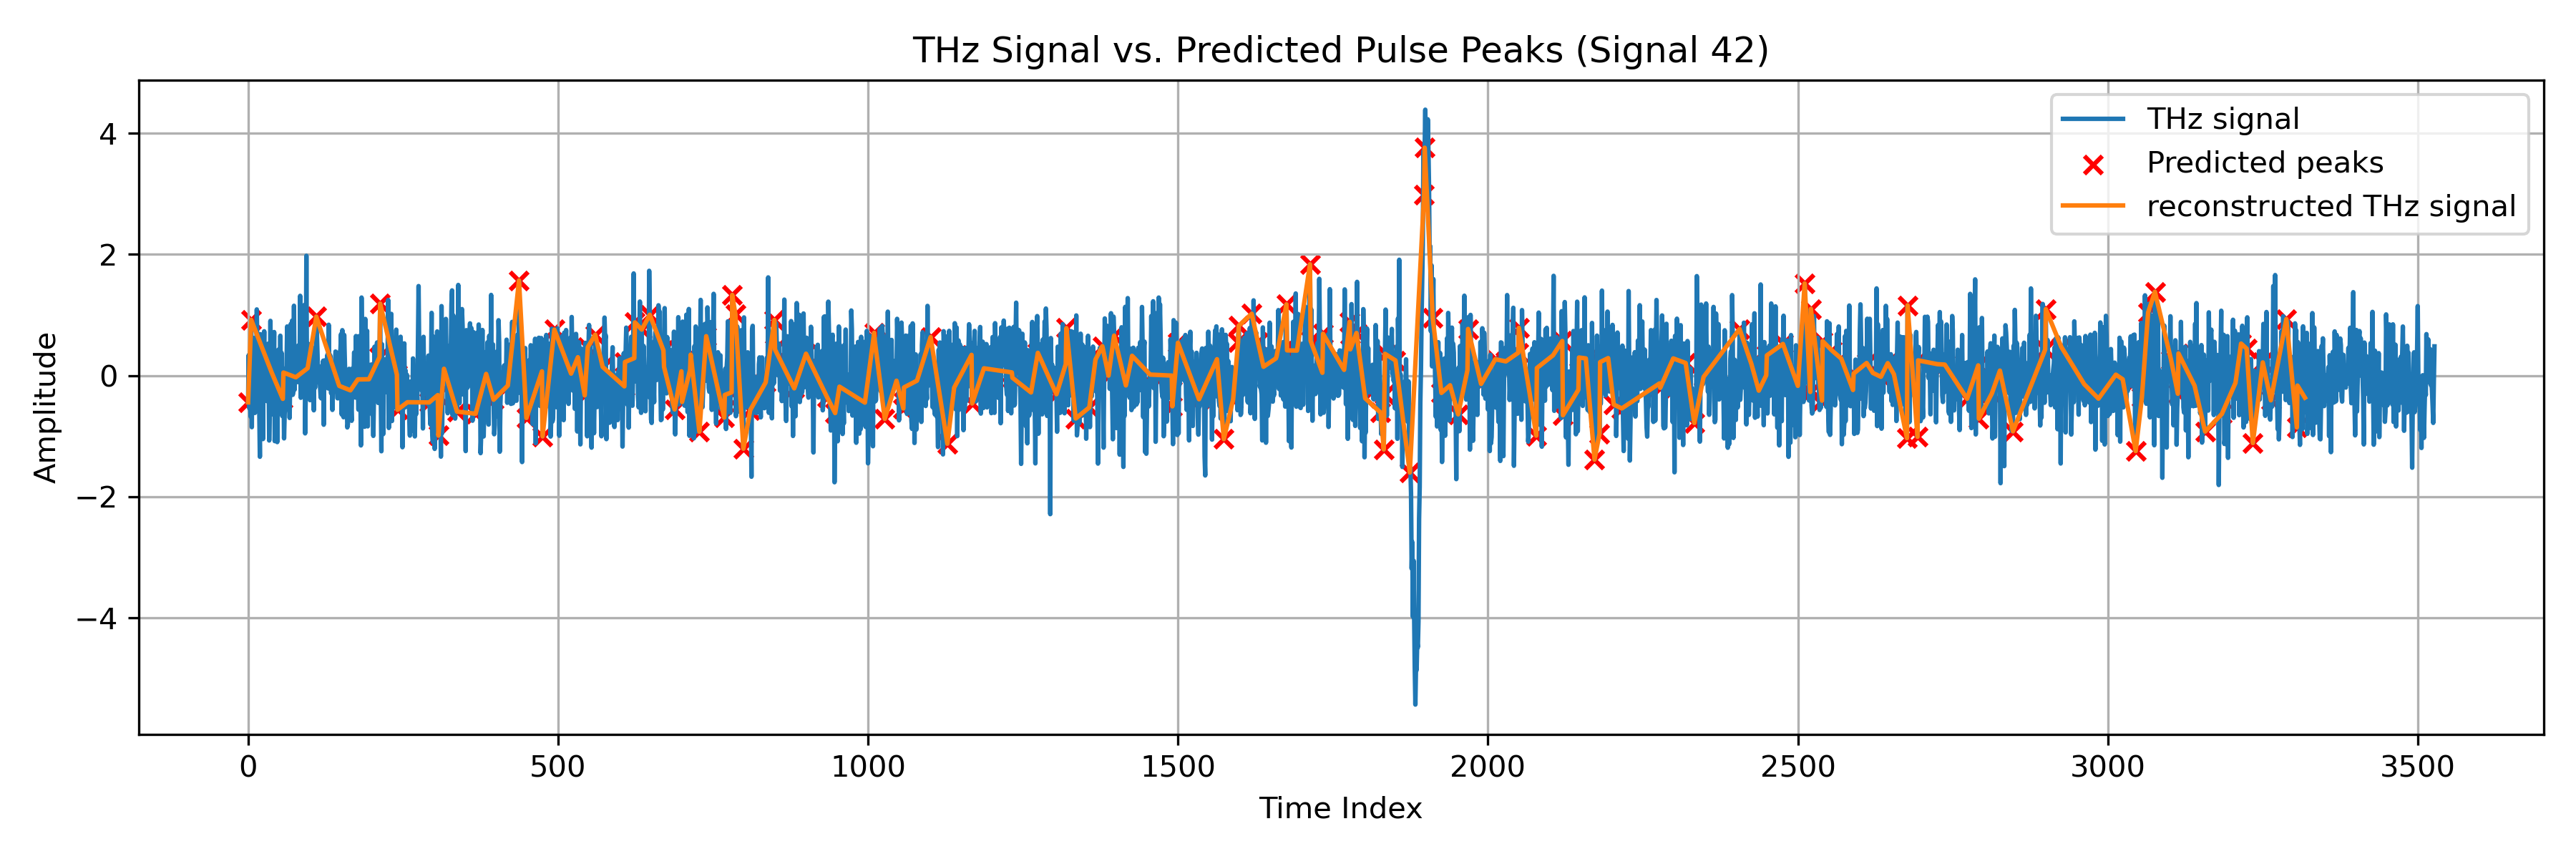 THz Signal vs. Predicted Pulse Peaks (Signal 42)
THz signal
Predicted peaks
reconstructed THz signal
Amplitude
4
2
0
−2
−4
0 500 1000 1500 2000 2500 3000 3500
Time Index